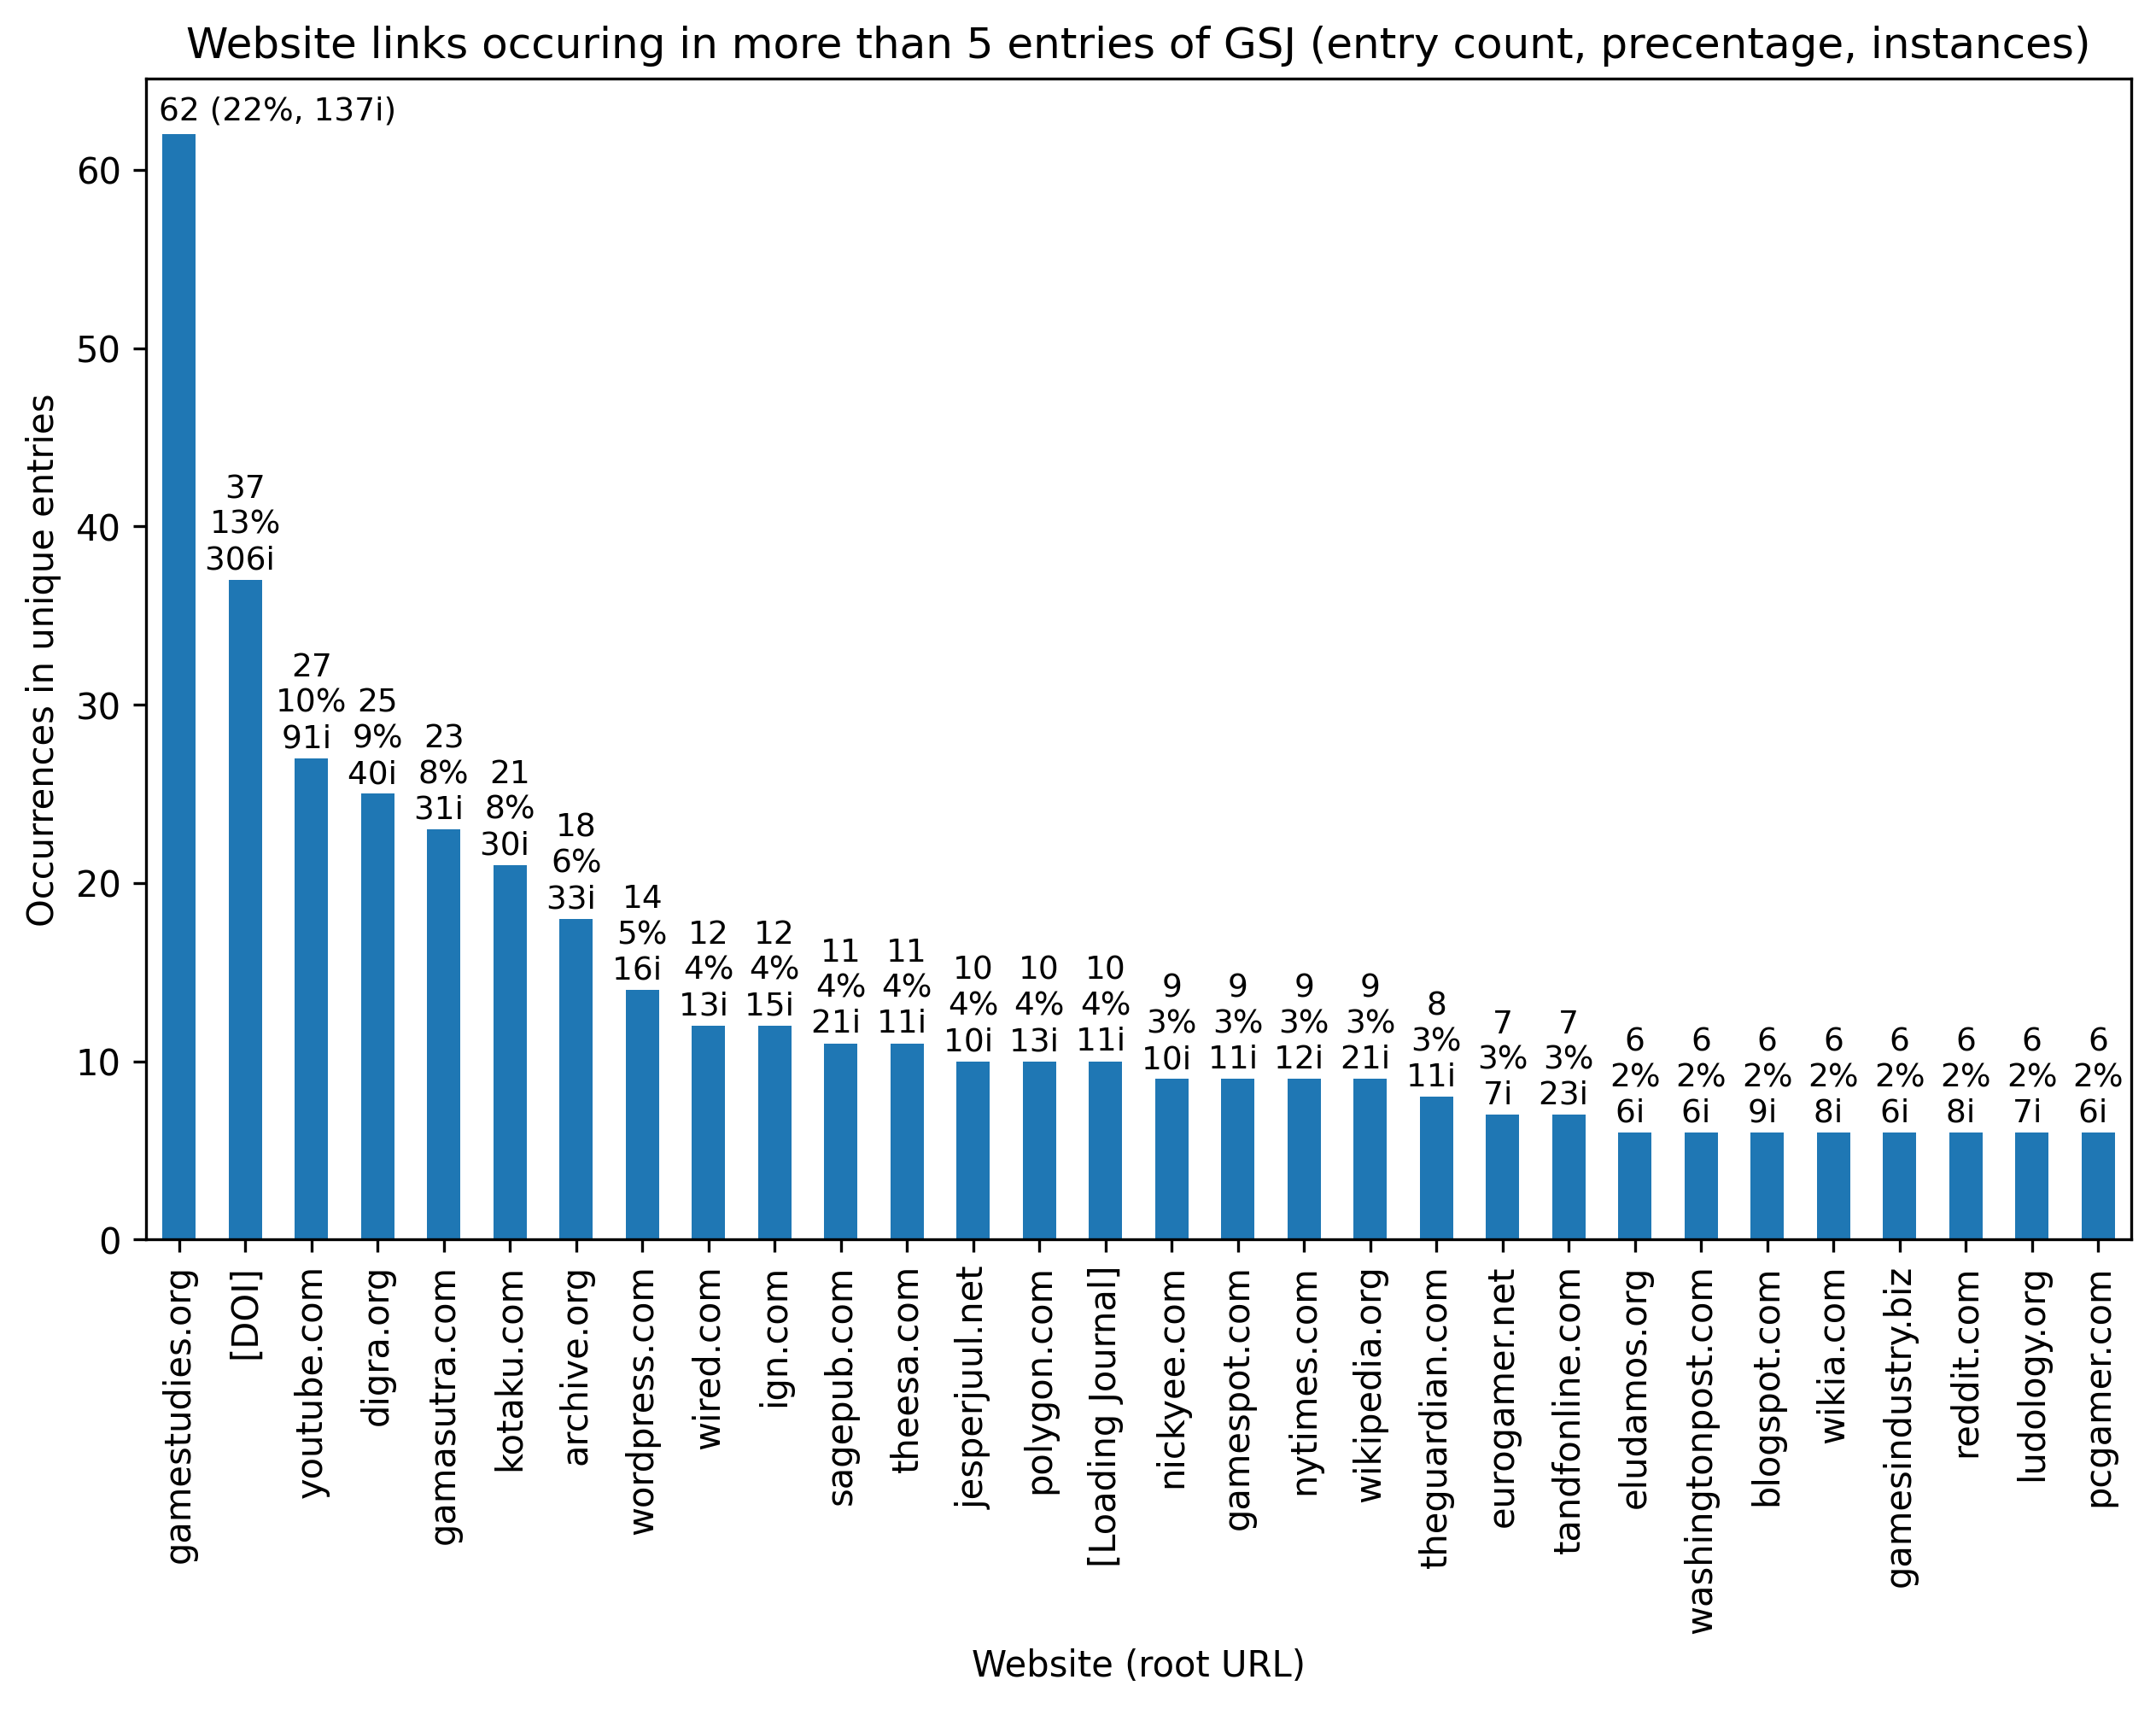 Website links occuring in more than 5 entries of GSJ (entry count, precentage, instances)
Occurrences in unique entries
60
50
40
30
20
10
0
62 (22%, 137i)
37
13%
306i
27
10%
91i
25
9%
40i
23
8%
31i
21
8%
30i
18
6%
33i
14
5%
16i
12
4%
13i
12
4%
15i
11
4%
21i
11
4%
11i
10
4%
10i
10
4%
13i
10
4%
11i
9
3%
10i
9
3%
11i
9
3%
12i
9
3%
21i
8
3%
11i
7
3%
7i
7
3%
23i
6
2%
6i
6
2%
6i
6
2%
9i
6
2%
8i
6
2%
6i
6
2%
8i
6
2%
7i
6
2%
6i
gamestudies.org
[DOI]
youtube.com
digra.org
gamasutra.com
kotaku.com
archive.org
wordpress.com
wired.com
ign.com
sagepub.com
theesa.com
jesperjuul.net
polygon.com
[Loading Journal]
nickyee.com
gamespot.com
nytimes.com
wikipedia.org
theguardian.com
eurogamer.net
tandfonline.com
eludamos.org
washingtonpost.com
blogspot.com
wikia.com
gamesindustry.biz
reddit.com
ludology.org
pcgamer.com
Website (root URL)